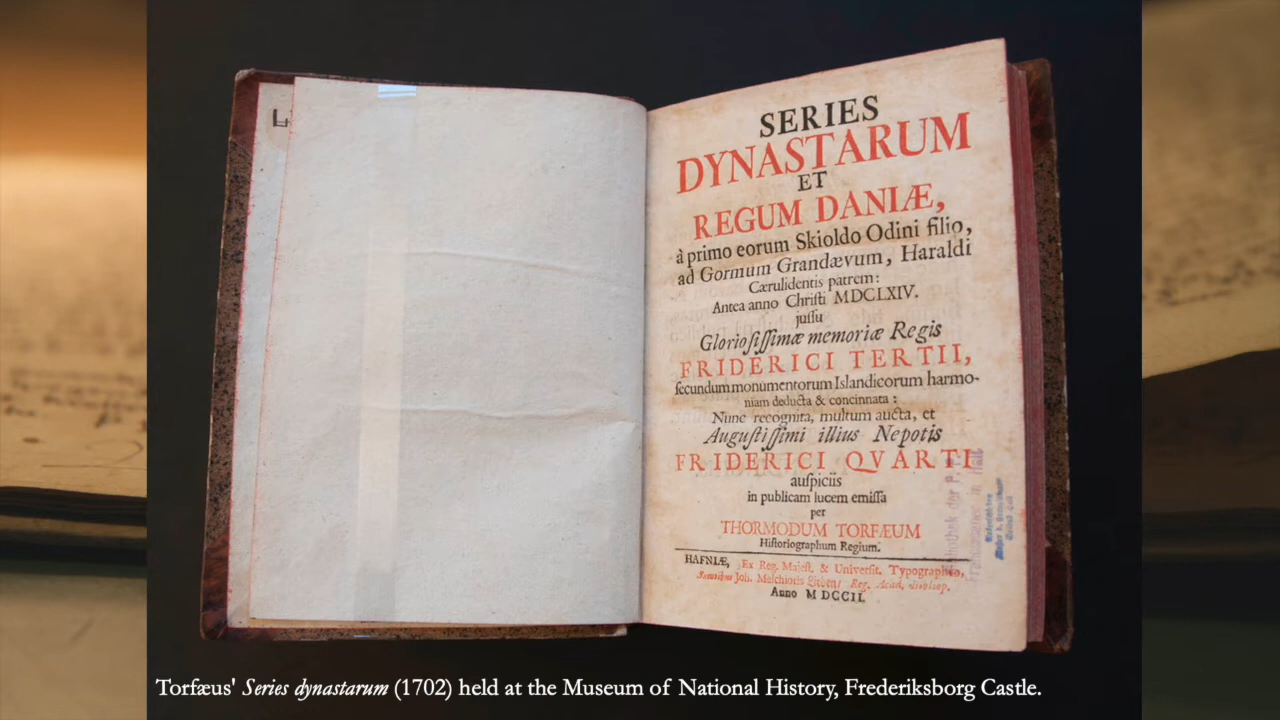 L
SERIES
DYNASTARUM
ET
REGUM DANIÆ,
à primo eorum Skioldo Odini filio,
ad Gormum Grandævum, Haraldi
Cærulidentis patrem:
Antea anno Chriſti MDCLXIV.
juſſu
Glorioſiſſimæ memoriæ Regis
FRIDERICI TERTII,
ſecundum monumentorum Islandicorum harmo-
niam deducta & concinnata:
Nunc recognita, multum aucta, et
Auguſtiſſimi illius Nepotis
FRIDERICI QVARTI
auſpiciis
in publicam lucem emiſſa
per
THORMODUM TORFÆUM
Hiſtoriographum Regium.
HAFNIÆ, Ex Reg. Majeſt. & Univerſit. Typographéo,
Joh. Melchioris Reg. Acad.
Anno MDCCII.
der
Torfæus' Series dynastarum (1702) held at the Museum of National History, Frederiksborg Castle.